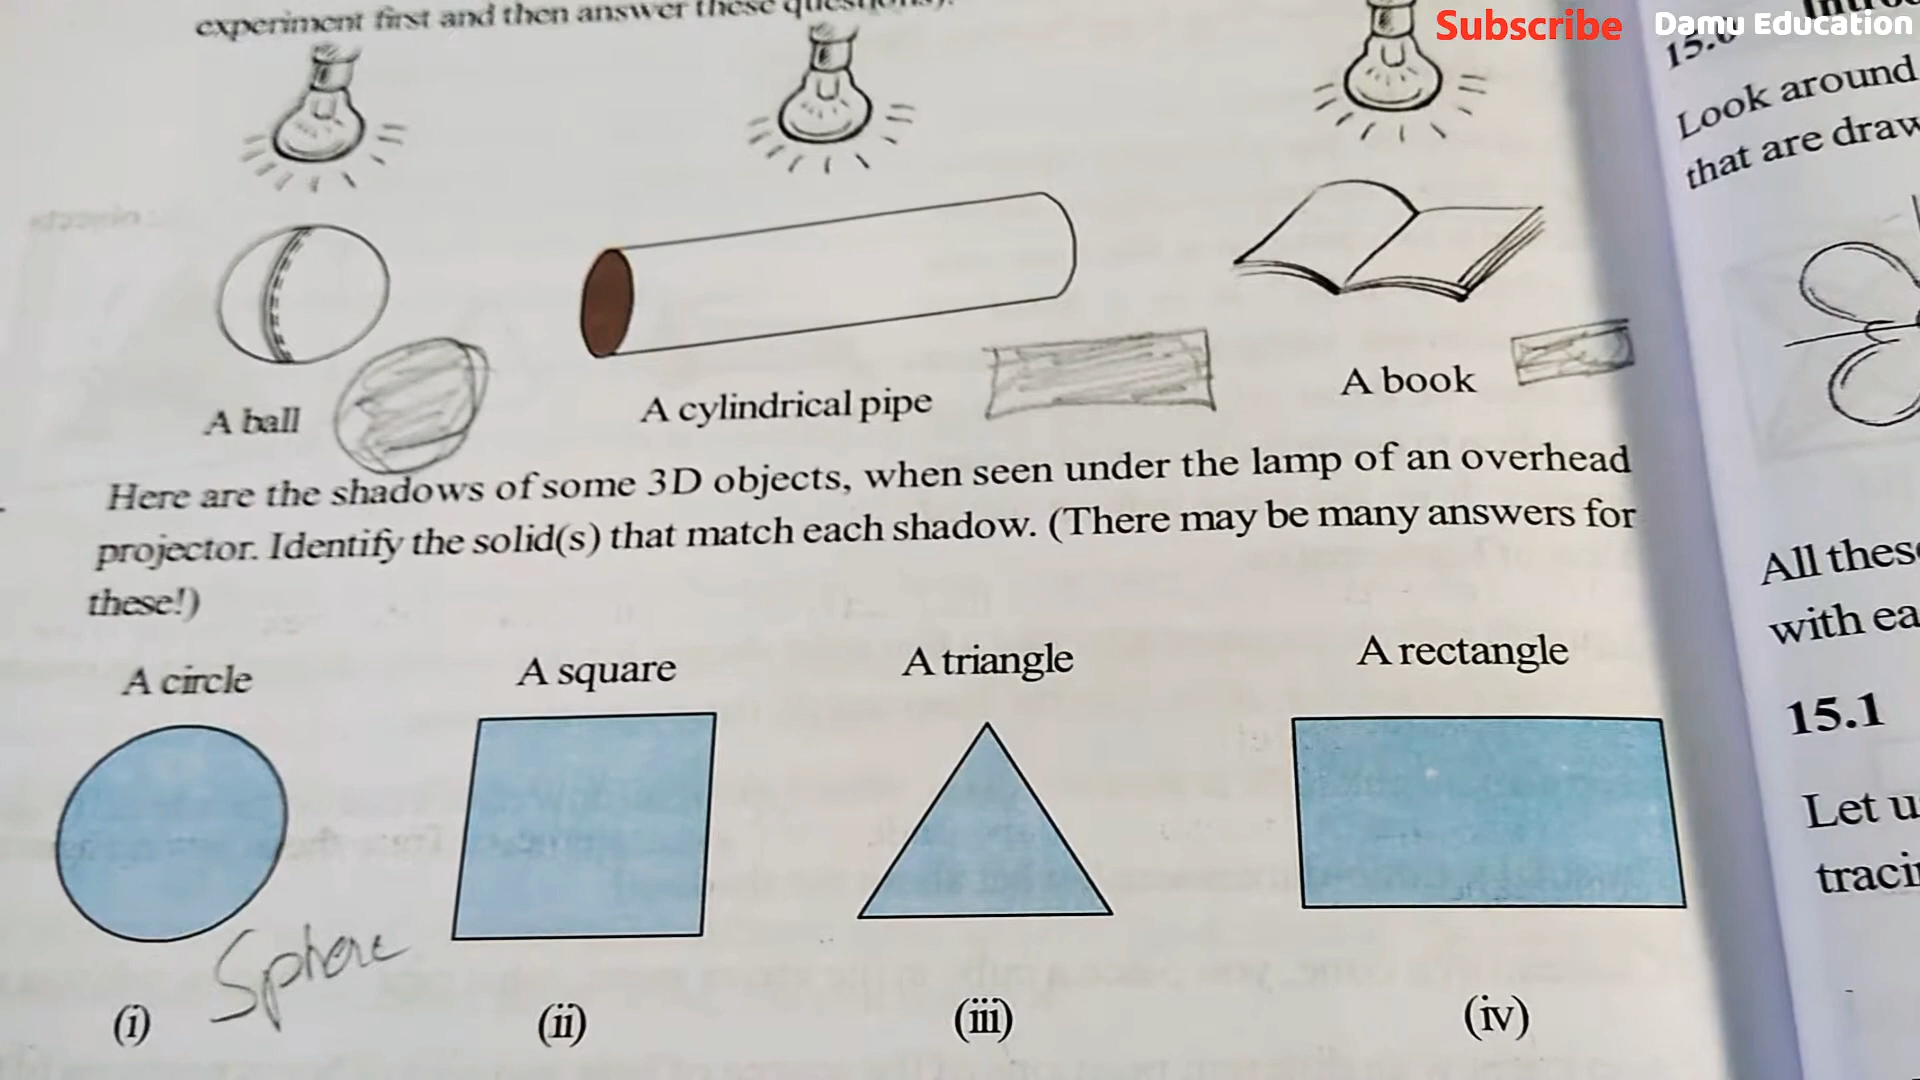 experiment first and then answer these questions).
Subscribe Damu Education
A ball
A cylindrical pipe
A book
Here are the shadows of some 3D objects, when seen under the lamp of an overhead
projector. Identify the solid(s) that match each shadow. (There may be many answers for
these!)
A circle
A square
A triangle
A rectangle
Sphere
(i)
(ii)
(iii)
(iv)
Look around
that are draw
All these
with ea
15.1
Let u
tracin